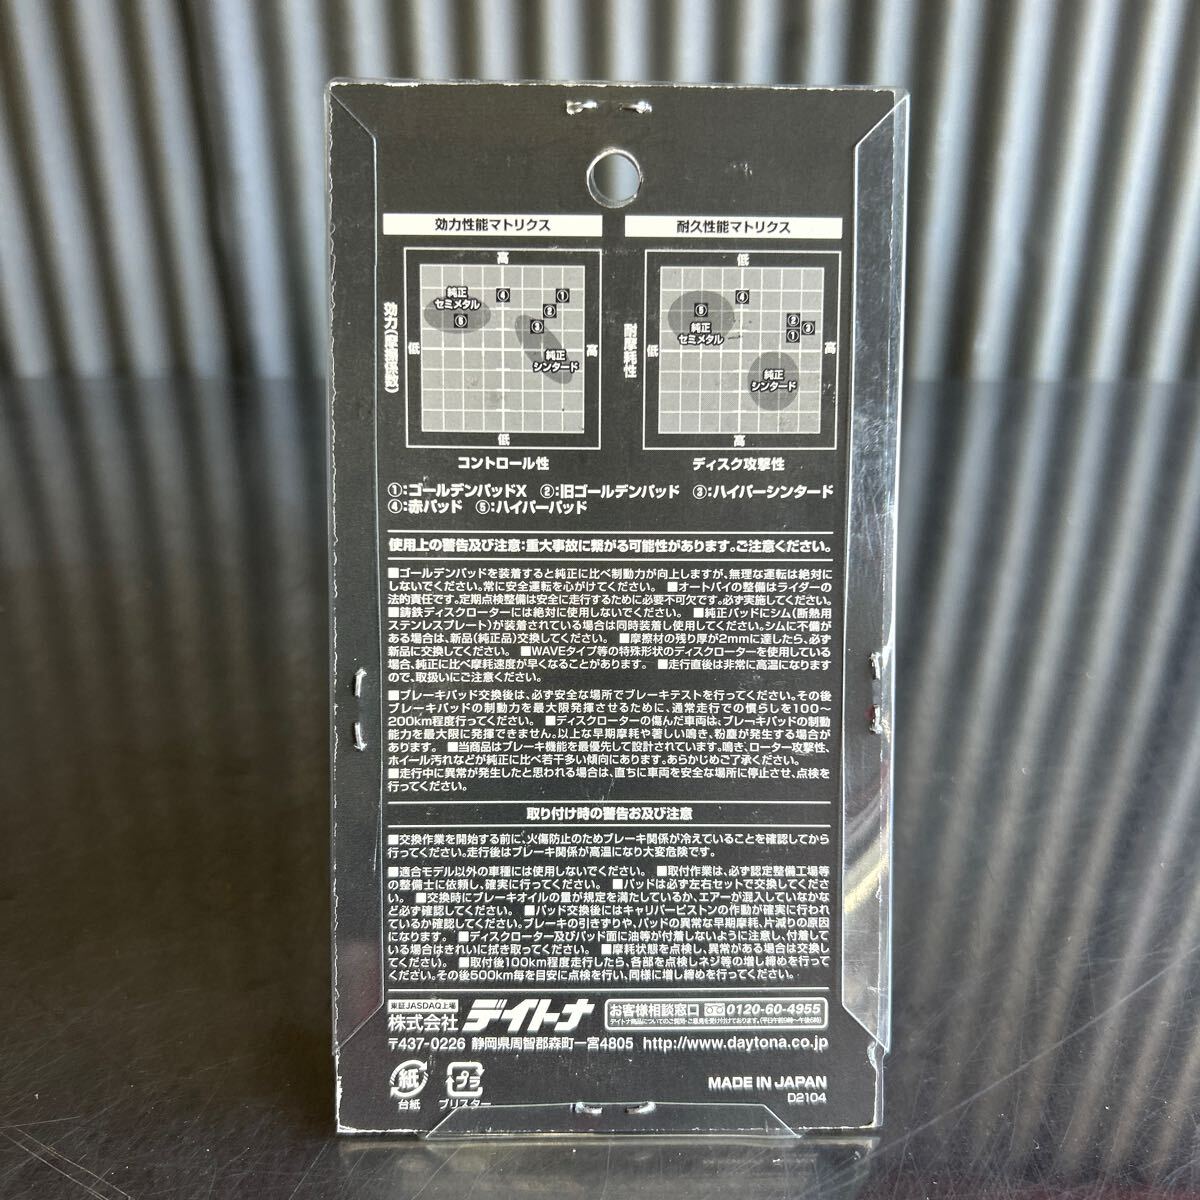 効力性能マトリクス
高
効力(摩擦係数)
低
高
低
コントロール性
④
①
②
③
⑤
純正
セミメタル
純正
シンタード
耐久性能マトリクス
低
耐摩耗性
低
高
高
ディスク攻撃性
④
⑤
②
①
③
純正
セミメタル
純正
シンタード
①:ゴールデンパッドX ②:旧ゴールデンパッド ③:ハイパーシンタード
④:赤パッド ⑤:ハイパーパッド
使用上の警告及び注意:重大事故に繋がる可能性があります。ご注意ください。
■ゴールデンパッドを装着すると純正に比べ制動力が向上しますが、無理な運転は絶対に
しないでください。常に安全運転を心がけてください。 ■オートバイの整備はライダーの
法的責任です。定期点検整備は安全に走行するために必要不可欠です。必ず実施してください。
■鋳鉄ディスクローターには絶対に使用しないでください。 ■純正パッドにシム(断熱用
ステンレスプレート)が装着されている場合は同時装着し使用してください。シムに不備が
ある場合は、新品(純正品)交換してください。 ■摩擦材の残り厚が2mmに達したら、必ず
新品に交換してください。 ■WAVEタイプ等の特殊形状のディスクローターを使用している
場合、純正に比べ摩耗速度が早くなることがあります。 ■走行直後は非常に高温になります
ので、取扱いにご注意ください。
■ブレーキパッド交換後は、必ず安全な場所でブレーキテストを行ってください。その後
ブレーキパッドの制動力を最大限発揮させるために、通常走行での慣らしを100~
200km程度行ってください。 ■ディスクローターの傷んだ車両は、ブレーキパッドの制動
能力を最大限に発揮できません。以上な早期摩耗や著しい鳴き、粉塵が発生する場合が
あります。 ■当商品はブレーキ機能を最優先して設計されています。鳴き、ローター攻撃性、
ホイール汚れなどが純正に比べ若干多い傾向にあります。あらかじめご了承ください。
■走行中に異常が発生したと思われる場合は、直ちに車両を安全な場所に停止させ、点検を
行ってください。
取り付け時の警告お及び注意
■交換作業を開始する前に、火傷防止のためブレーキ関係が冷えていることを確認してから
行ってください。走行後はブレーキ関係が高温になり大変危険です。
■適合モデル以外の車種には使用しないでください。 ■取付作業は、必ず認定整備工場等
の整備士に依頼し、確実に行ってください。 ■パッドは必ず左右セットで交換してくださ
い。 ■交換時にブレーキオイルの量が規定を満たしているか、エアーが混入していなかな
ど必ず確認してください。 ■パッド交換後にはキャリパーピストンの作動が確実に行われ
ているか確認してください。ブレーキの引きずりや、パッドの異常な早期摩耗、片減りの原因
になります。 ■ディスクローター及びパッド面に油等が付着しないように注意し、付着して
いる場合はきれいに拭き取ってください。 ■摩耗状態を点検し、異常がある場合は交換し
てください。 ■取付後100km程度走行したら、各部を点検しネジ等の増し締めを行って
ください。その後500km毎を目安に点検を行い、同様に増し締めを行ってください。
東証JASDAQ上場
株式会社 デイトナ
お客様相談窓口 0120-60-4955
デイトナ商品についてのご質問・ご意見を受け付けております。(平日午前9時~午後6時)
〒437-0226 静岡県周智郡森町一宮4805 http://www.daytona.co.jp
紙
台紙
プラ
ブリスター
MADE IN JAPAN
D2104